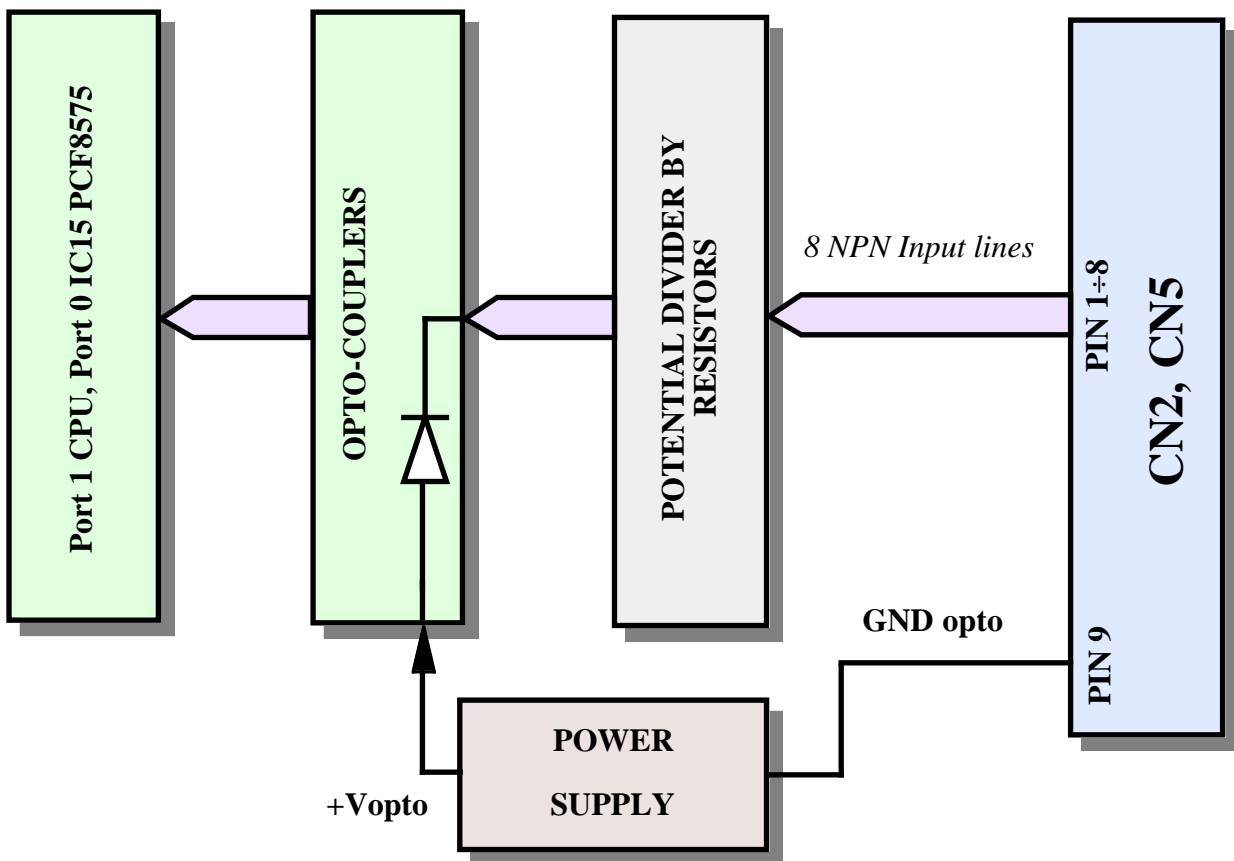 Port 1 CPU, Port 0 IC15 PCF8575
OPTO-COUPLERS
POTENTIAL DIVIDER BY
RESISTORS
8 NPN Input lines
PIN 1÷8
CN2, CN5
PIN 9
GND opto
POWER
SUPPLY
+Vopto